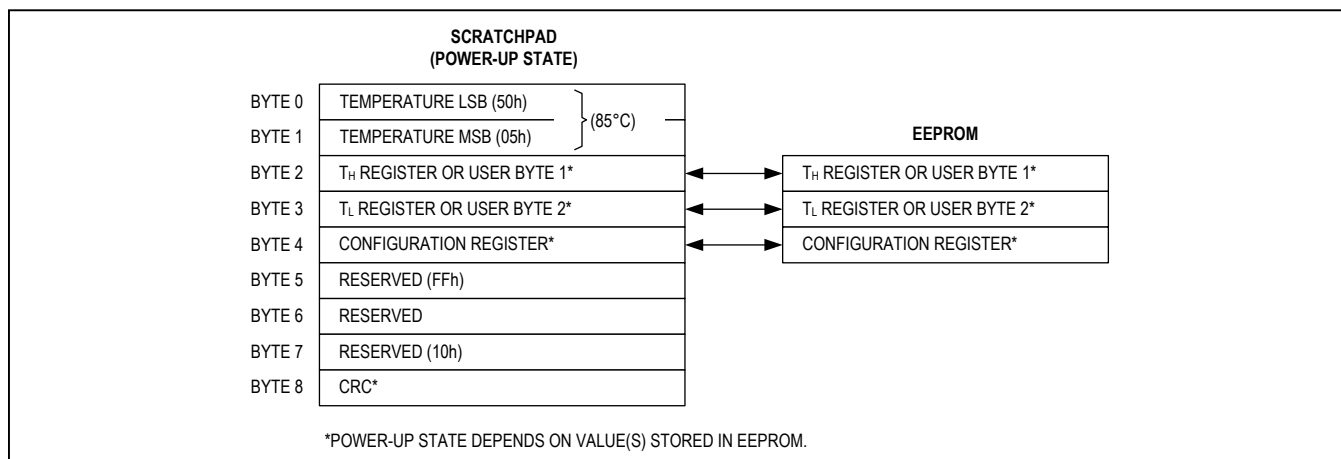 SCRATCHPAD
(POWER-UP STATE)
BYTE 0 TEMPERATURE LSB (50h)
(85°C)
BYTE 1 TEMPERATURE MSB (05h)
EEPROM
BYTE 2 TH REGISTER OR USER BYTE 1* TH REGISTER OR USER BYTE 1*
BYTE 3 TL REGISTER OR USER BYTE 2* TL REGISTER OR USER BYTE 2*
BYTE 4 CONFIGURATION REGISTER* CONFIGURATION REGISTER*
BYTE 5 RESERVED (FFh)
BYTE 6 RESERVED
BYTE 7 RESERVED (10h)
BYTE 8 CRC*
*POWER-UP STATE DEPENDS ON VALUE(S) STORED IN EEPROM.